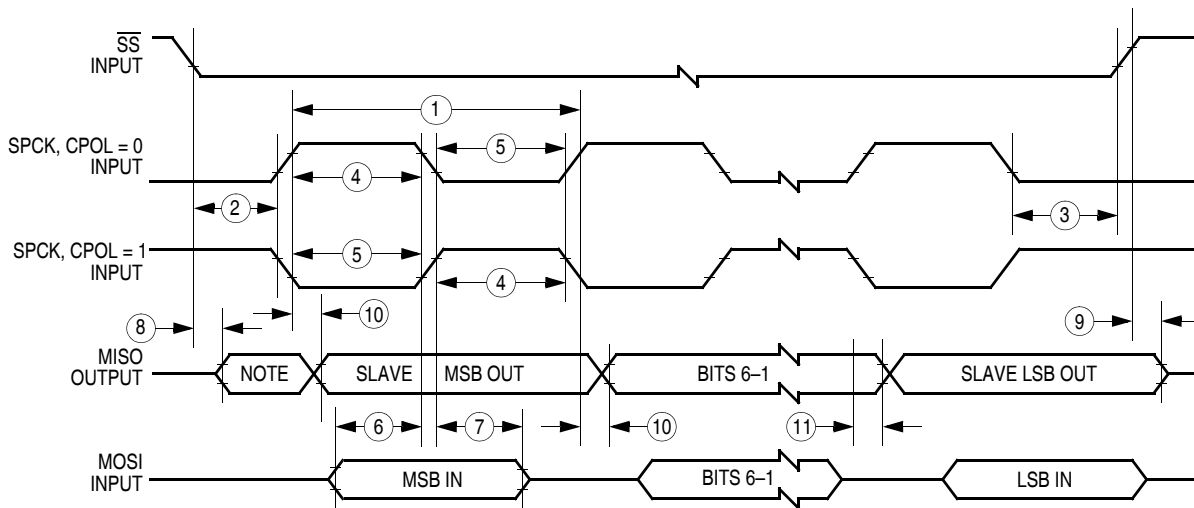 SS
INPUT
1
SPCK, CPOL = 0
INPUT
5
4
2
3
SPCK, CPOL = 1
INPUT
5
4
8
10
9
MISO
OUTPUT
NOTE
SLAVE
MSB OUT
BITS 6–1
SLAVE LSB OUT
6
7
10
11
MOSI
INPUT
MSB IN
BITS 6–1
LSB IN